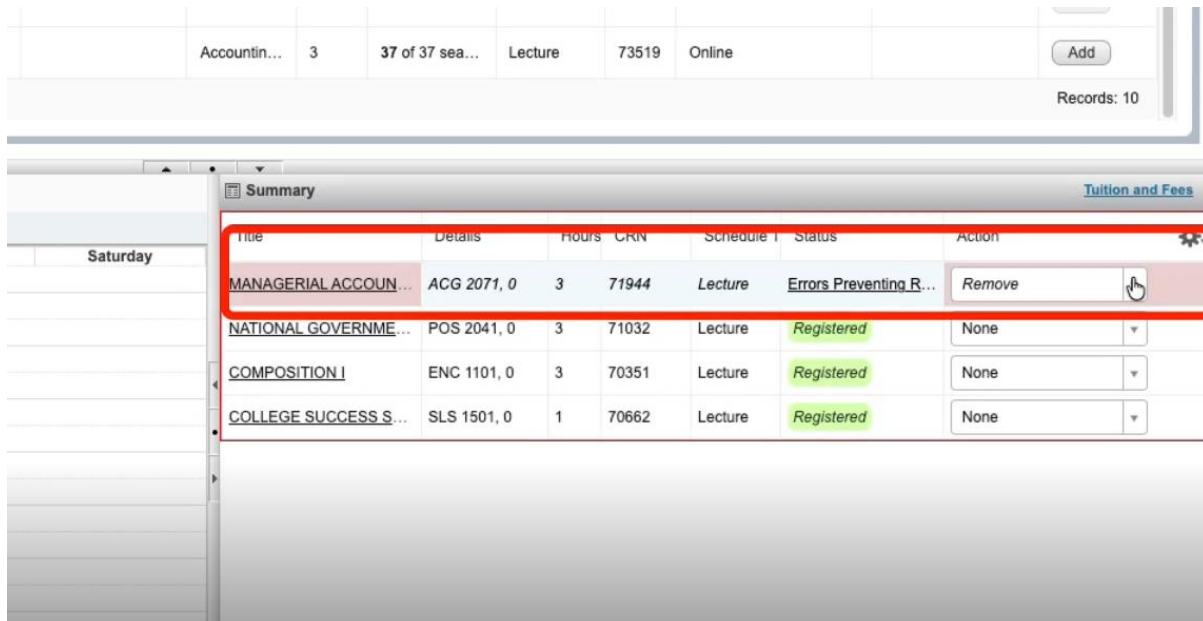 Accountin... 3 37 of 37 sea... Lecture 73519 Online Add
Records: 10
Summary Tuition and Fees
Title Details Hours CRN Schedule T Status Action
Saturday
MANAGERIAL ACCOUN... ACG 2071, 0 3 71944 Lecture Errors Preventing R... Remove
NATIONAL GOVERNME... POS 2041, 0 3 71032 Lecture Registered None
COMPOSITION I ENC 1101, 0 3 70351 Lecture Registered None
COLLEGE SUCCESS S... SLS 1501, 0 1 70662 Lecture Registered None